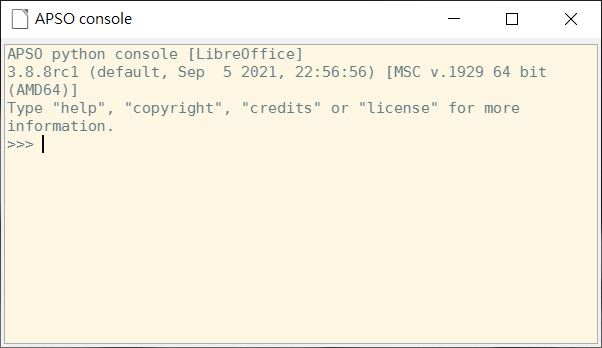 APSO console
APSO python console [LibreOffice]
3.8.8rc1 (default, Sep  5 2021, 22:56:56) [MSC v.1929 64 bit
(AMD64)]
Type "help", "copyright", "credits" or "license" for more
information.
>>>